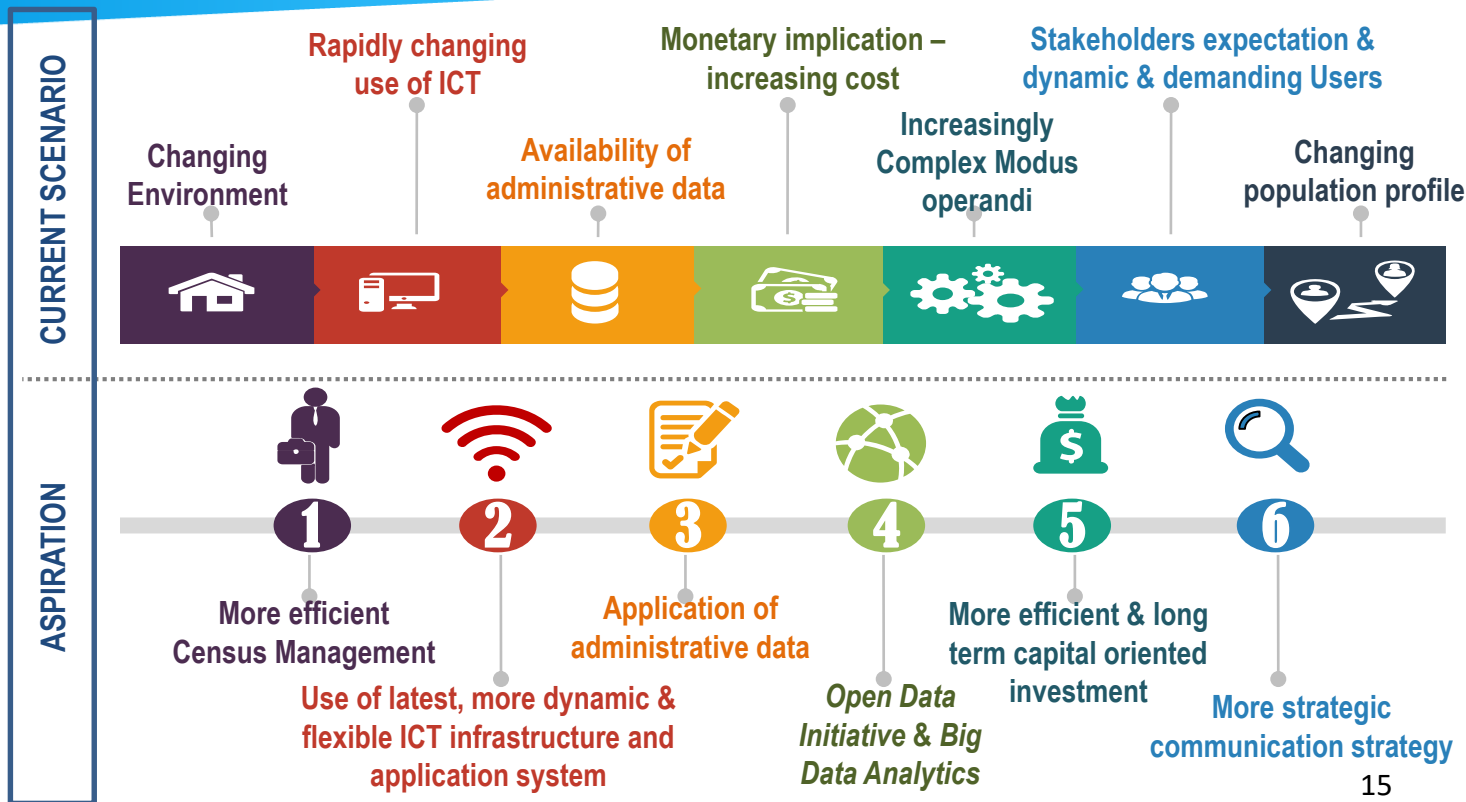 CURRENT SCENARIO
Rapidly changing
use of ICT
Monetary implication –
increasing cost
Stakeholders expectation &
dynamic & demanding Users
Changing
Environment
Availability of
administrative data
Increasingly
Complex Modus
operandi
Changing
population profile
$
ASPIRATION
$
1
2
3
4
5
6
More efficient
Census Management
Use of latest, more dynamic &
flexible ICT infrastructure and
application system
Application of
administrative data
Open Data
Initiative & Big
Data Analytics
More efficient & long
term capital oriented
investment
More strategic
communication strategy
15